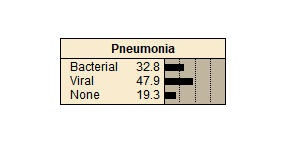 Pneumonia
Bacterial 32.8
Viral 47.9
None 19.3